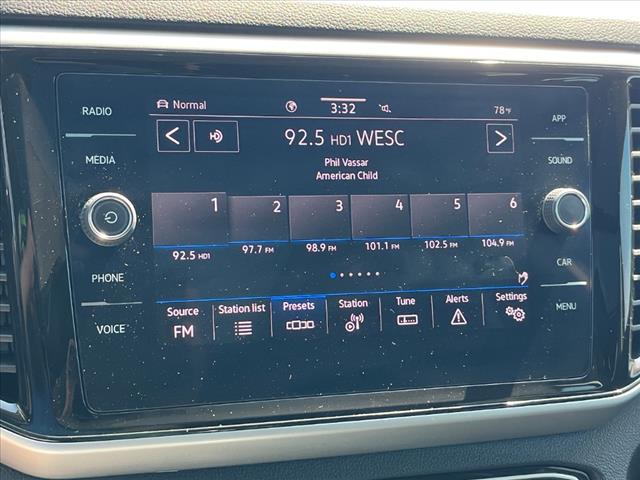 RADIO
MEDIA
PHONE
VOICE
Normal
3:32
78°F
92.5 HD1 WESC
Phil Vassar
American Child
1 2 3 4 5 6
92.5 HD1 97.7 FM 98.9 FM 101.1 FM 102.5 FM 104.9 FM
Source Station list Presets Station Tune Alerts Settings
FM
APP
SOUND
CAR
MENU